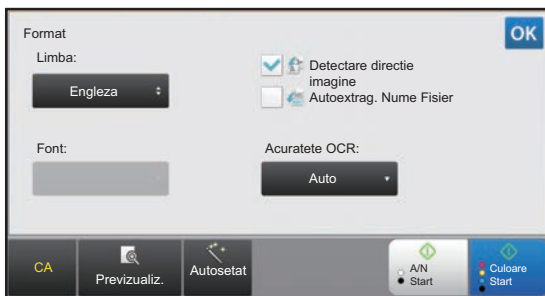 OK
Format
Limba:
Engleza
Detectare directie
imagine
Autoextrag. Nume Fisier
Font:
Acuratete OCR:
Auto
CA
Previzualiz.
Autosetat
A/N
Start
Culoare
Start